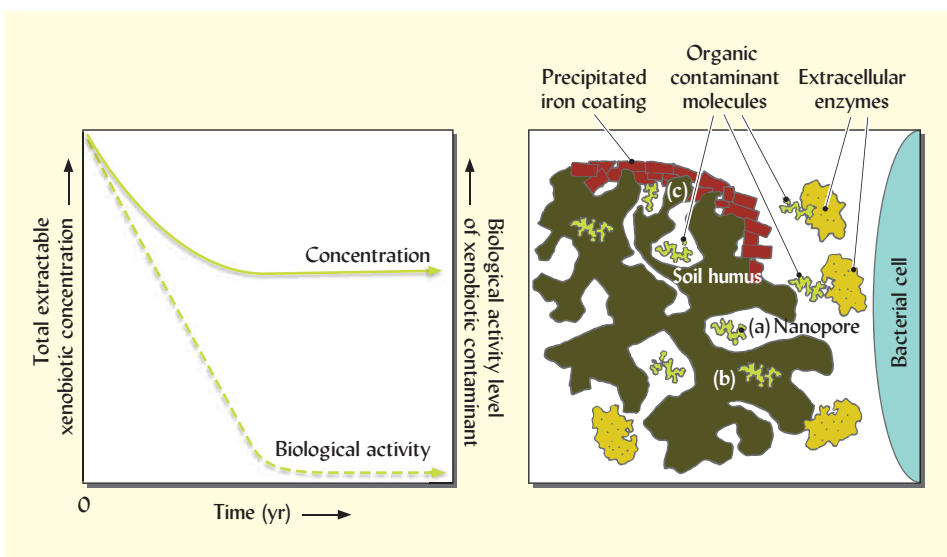 Total extractable
xenobiotic concentration
Concentration
Biological activity
0
Time (yr)
Biological activity level
of xenobiotic contaminant
Precipitated
iron coating
Organic
contaminant
molecules
Extracellular
enzymes
(c)
Soil humus
(a) Nanopore
(b)
Bacterial cell